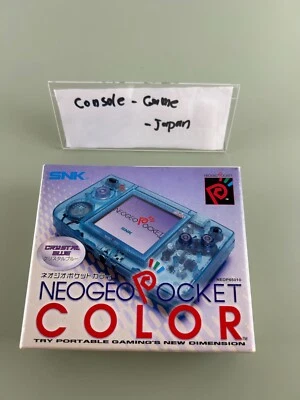 Console - Game
- Japan
SNK
NEOGEO POCKET
SNK
CRYSTAL
BLUE
クリスタルブルー
ネオジオポケットカラー
NEOGEO POCKET
COLOR
TRY PORTABLE GAMING'S NEW DIMENSION